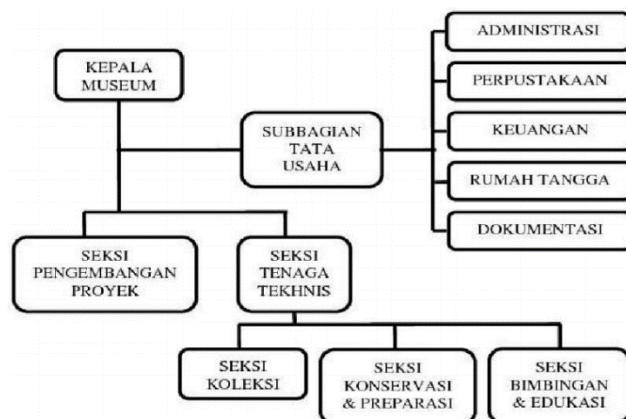 KEPALA
MUSEUM
SUBBAGIAN
TATA
USAHA
ADMINISTRASI
PERPUSTAKAAN
KEUANGAN
RUMAH TANGGA
DOKUMENTASI
SEKSI
PENGEMBANGAN
PROYEK
SEKSI
TENAGA
TEKHNIS
SEKSI
KOLEKSI
SEKSI
KONSERVASI
& PREPARASI
SEKSI
BIMBINGAN
& EDUKASI